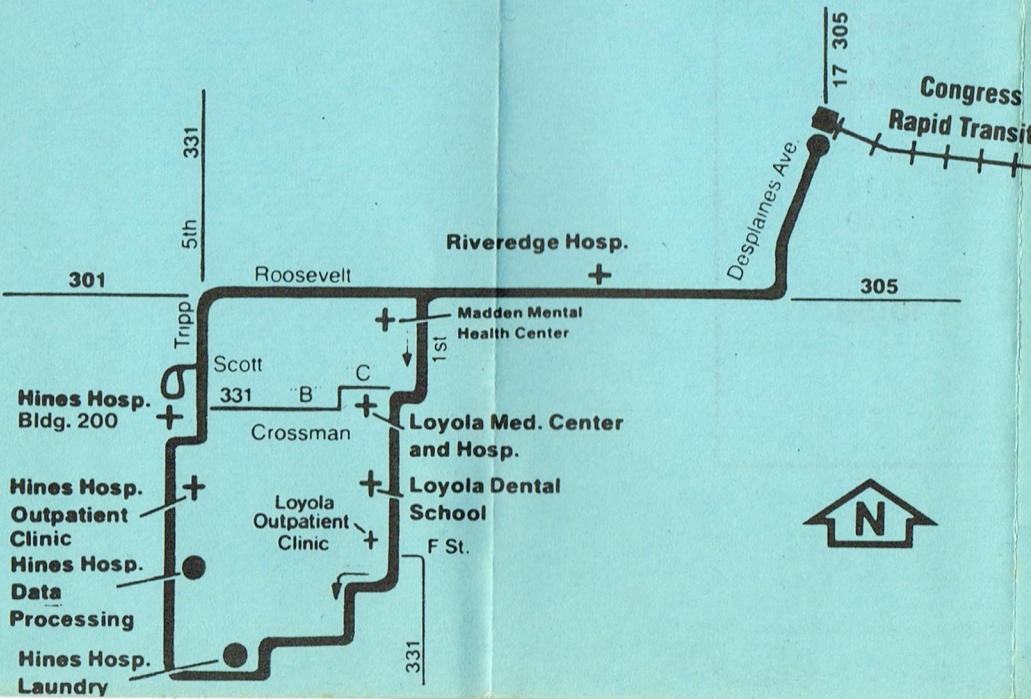 17 305
Congress
Rapid Transit
331
5th
Desplaines Ave.
Riveredge Hosp.
301
Roosevelt
305
Tripp
Madden Mental
Health Center
1st
Scott
C
331
B
Hines Hosp.
Bldg. 200
Crossman
Loyola Med. Center
and Hosp.
Hines Hosp.
Outpatient
Clinic
Loyola Dental
School
Loyola
Outpatient
Clinic
F St.
Hines Hosp.
Data
Processing
331
Hines Hosp.
Laundry
N